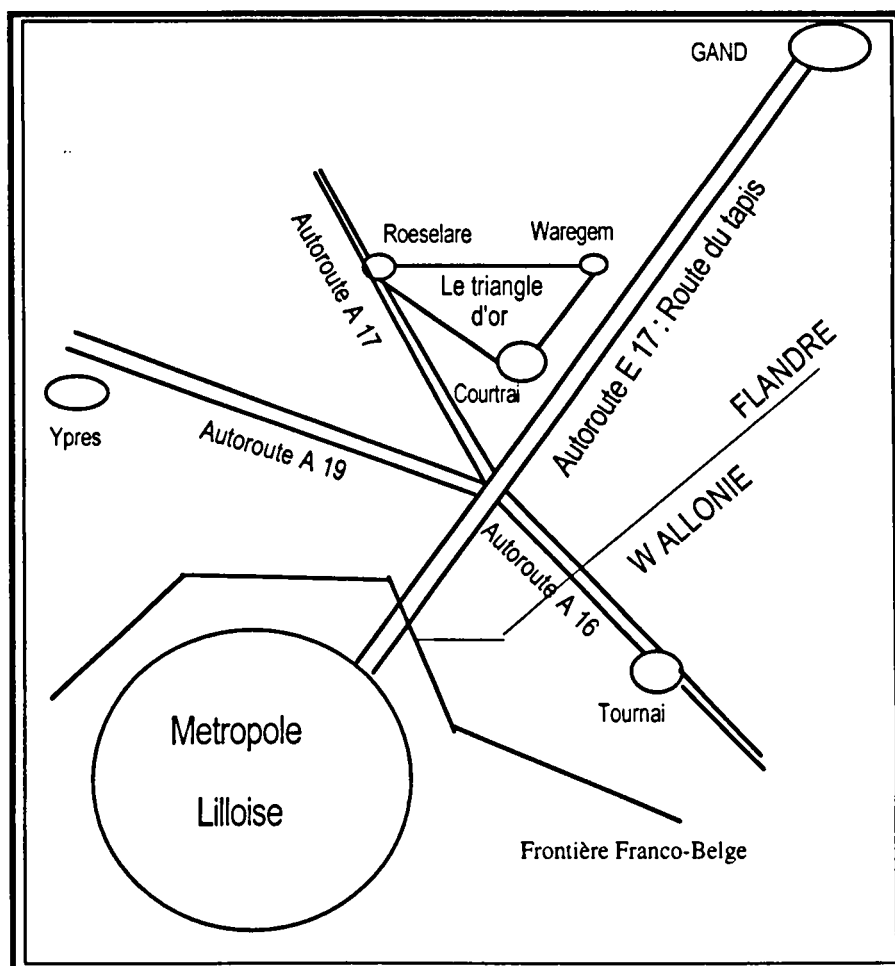 GAND
Autoroute E 17 : Route du tapis
Autoroute A 17
Roeselare
Waregem
Le triangle
d'or
Courtrai
Ypres
Autoroute A 19
FLANDRE
W ALLONIE
Autoroute A 16
Tournai
Metropole
Lilloise
Frontière Franco-Belge